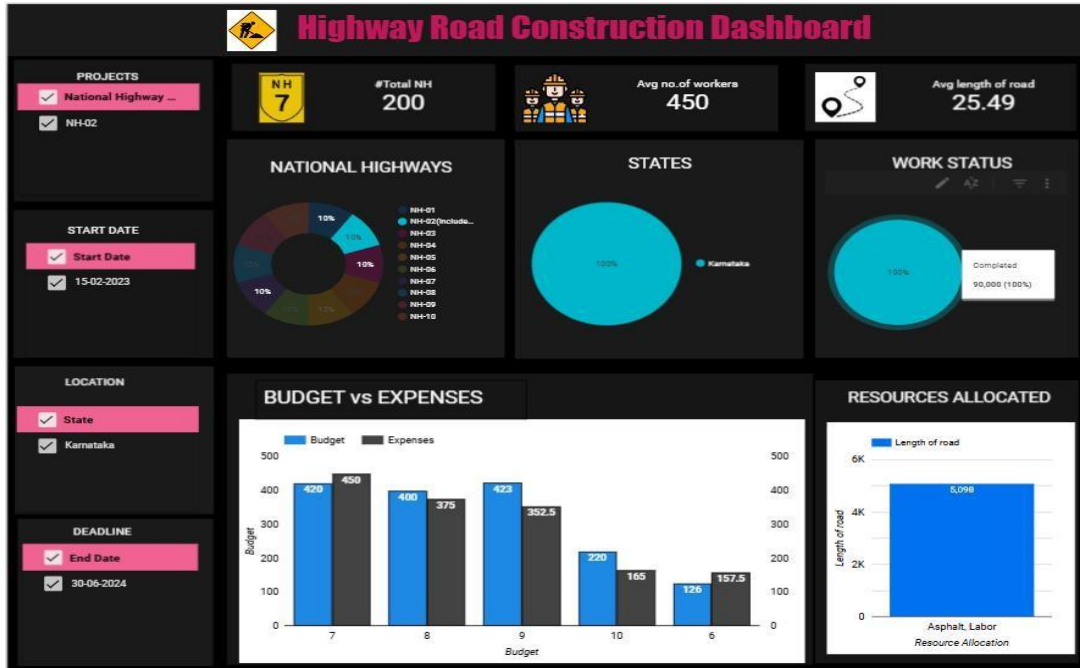 Highway Road Construction Dashboard
PROJECTS
National Highway ...
NH-02
START DATE
Start Date
15-02-2023
LOCATION
State
Karnataka
DEADLINE
End Date
30-06-2024
NH
7
#Total NH
200
Avg no.of workers
450
Avg length of road
25.49
NATIONAL HIGHWAYS
10%
10%
10%
10%
NH-01
NH-02(Include...
NH-03
NH-04
NH-05
NH-06
NH-07
NH-08
NH-09
NH-10
STATES
100%
Karnataka
WORK STATUS
100%
Completed
90,000 (100%)
BUDGET vs EXPENSES
Budget
Expenses
500
400
300
200
100
0
Budget
420
450
400
375
423
352.5
220
165
126
157.5
500
400
300
200
100
0
7
8
9
10
6
Budget
RESOURCES ALLOCATED
Length of road
6K
4K
2K
0
Length of road
5,098
Asphalt, Labor
Resource Allocation